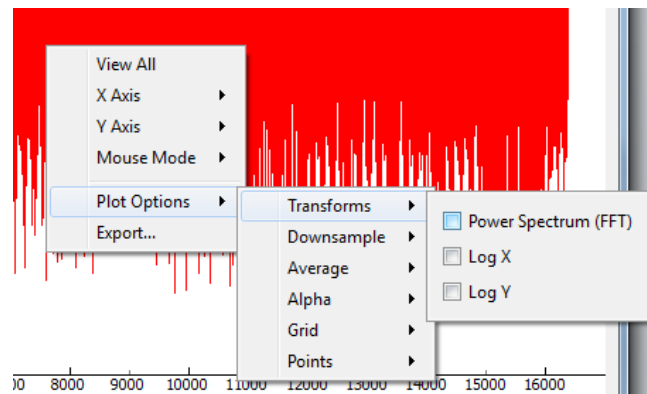 View All
X Axis
Y Axis
Mouse Mode
Plot Options
Export...
Transforms
Downsample
Average
Alpha
Grid
Points
Power Spectrum (FFT)
Log X
Log Y
00 8000 9000 10000 11000 12000 13000 14000 15000 16000